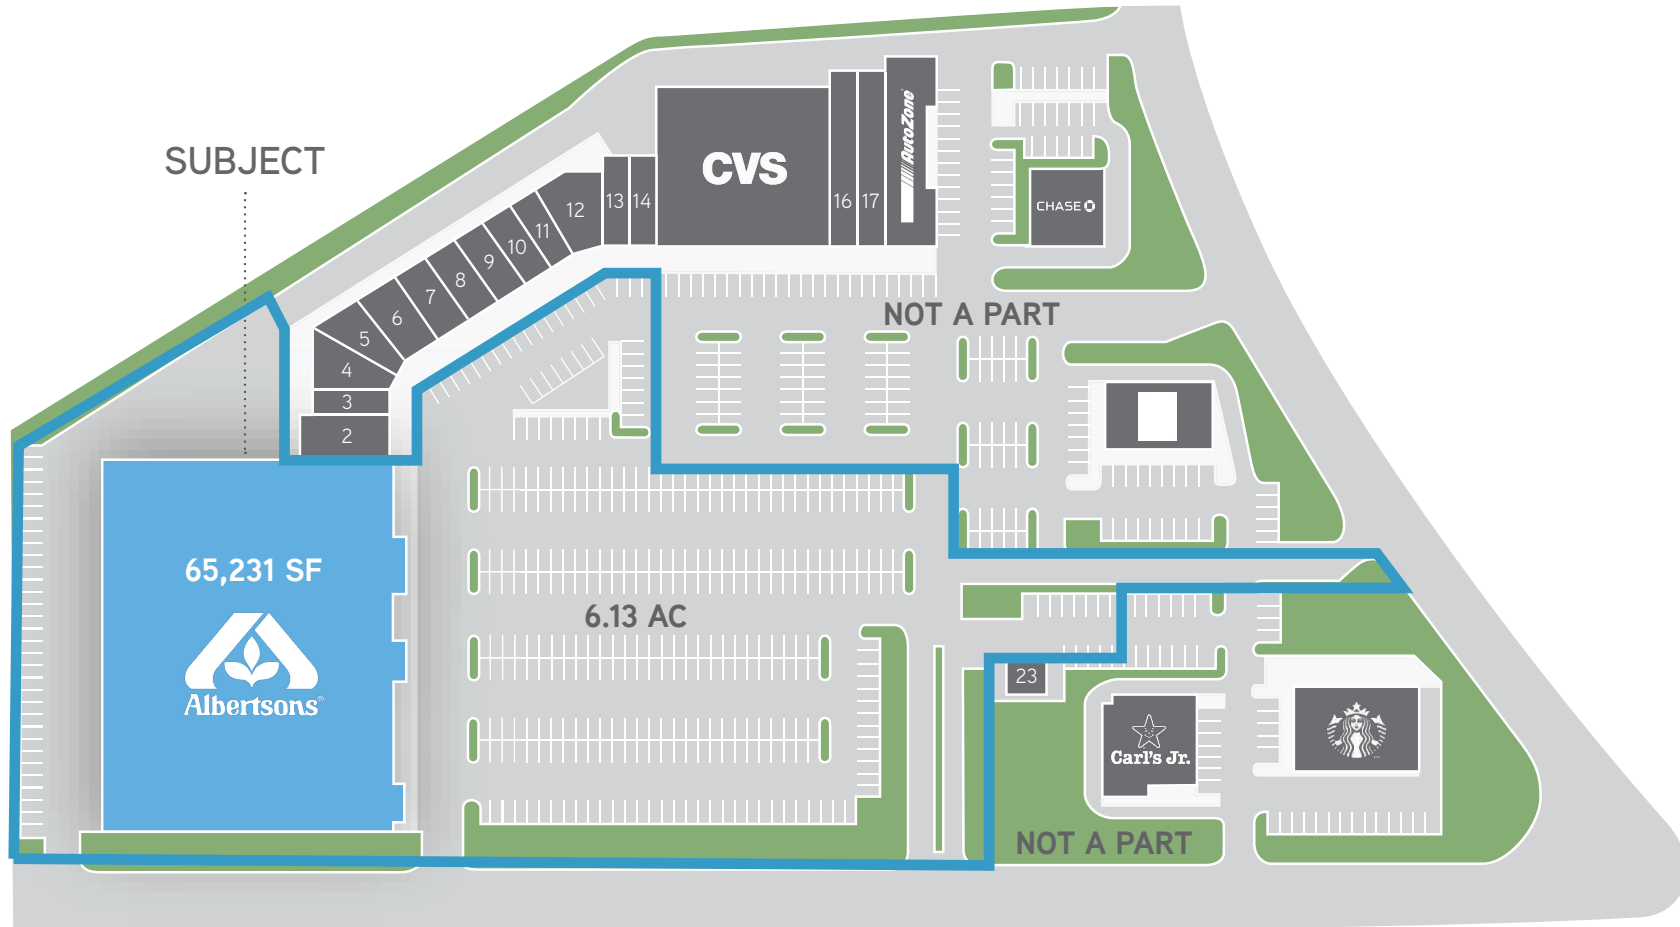 SUBJECT
CVS
AutoZone
CHASE
16
17
13
14
12
11
10
9
8
7
6
5
4
3
2
NOT A PART
65,231 SF
Albertsons®
6.13 AC
23
Carl's Jr.
NOT A PART